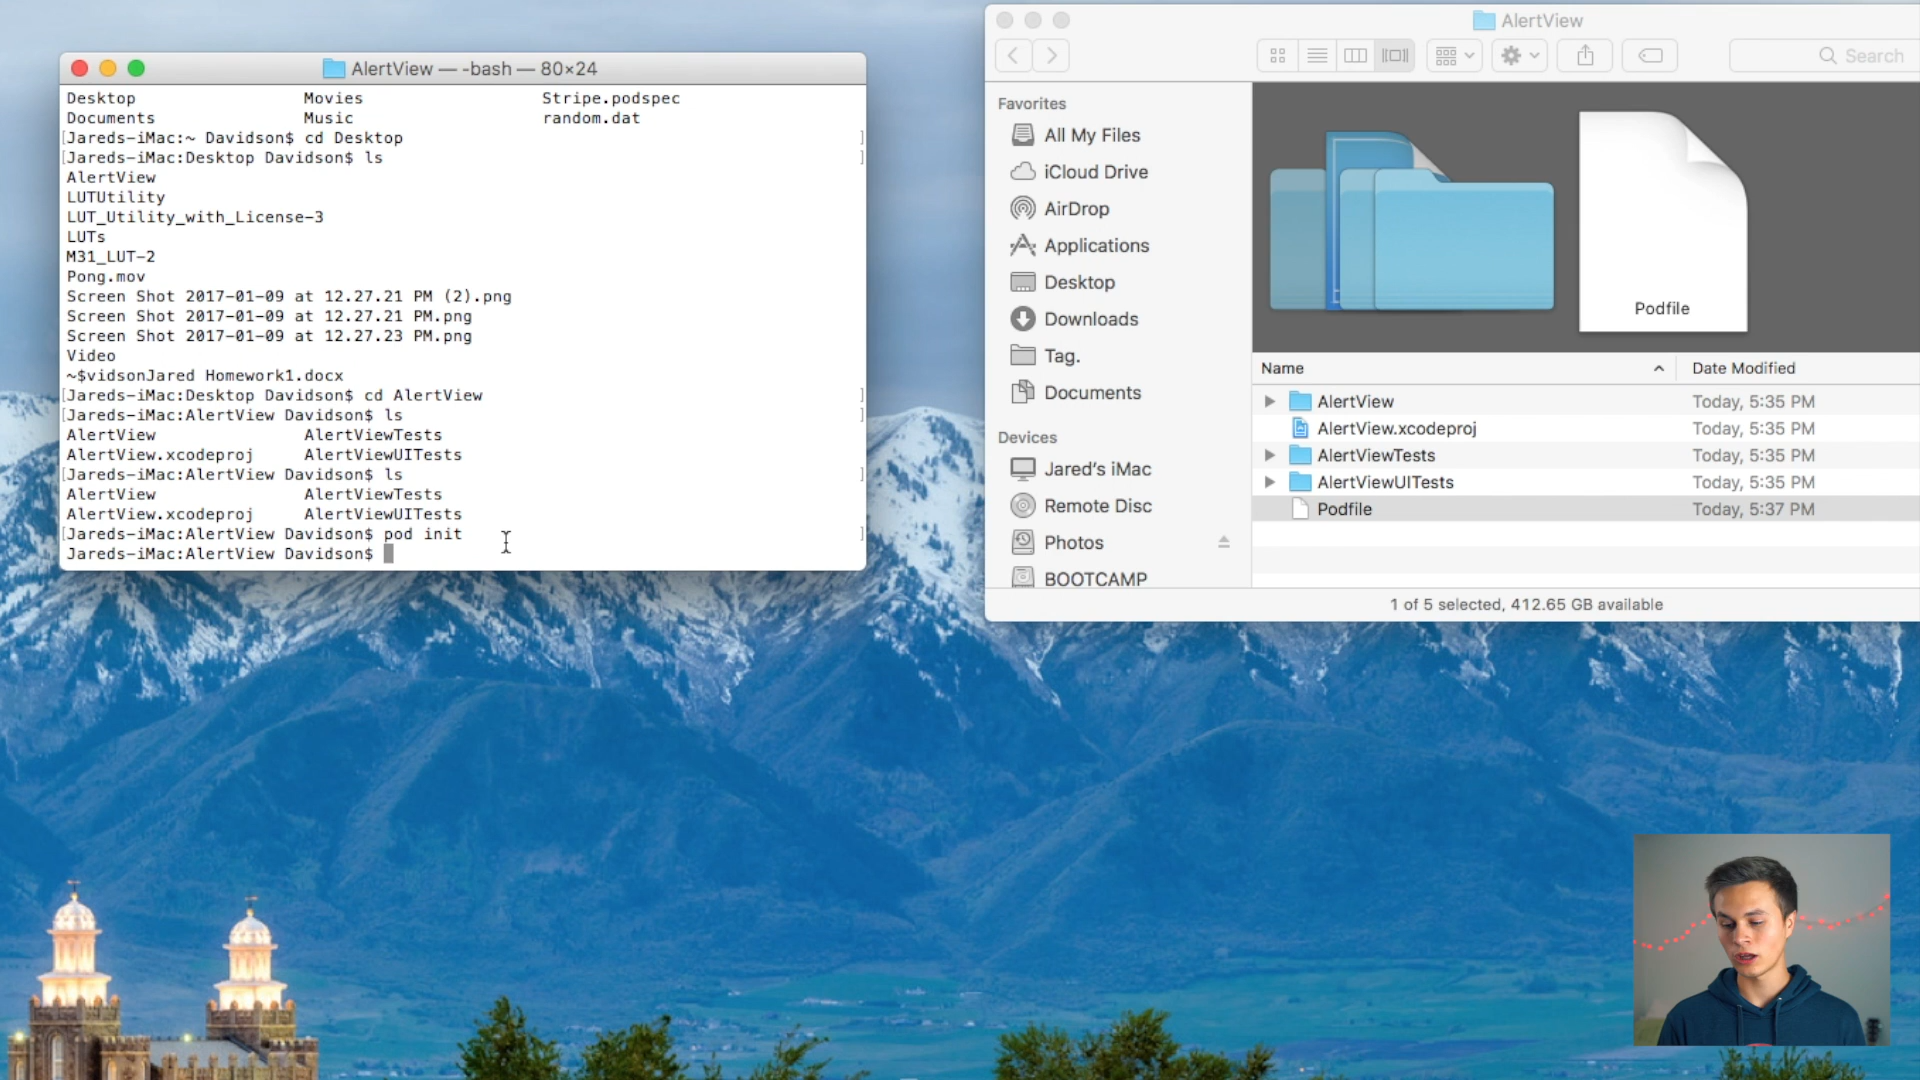 AlertView — -bash — 80×24
Desktop Movies Stripe.podspec
Documents Music random.dat
[Jareds-iMac:~ Davidson$ cd Desktop ]
[Jareds-iMac:Desktop Davidson$ ls ]
AlertView
LUTUtility
LUT_Utility_with_License-3
LUTs
M31_LUT-2
Pong.mov
Screen Shot 2017-01-09 at 12.27.21 PM (2).png
Screen Shot 2017-01-09 at 12.27.21 PM.png
Screen Shot 2017-01-09 at 12.27.23 PM.png
Video
~$vidsonJared Homework1.docx
[Jareds-iMac:Desktop Davidson$ cd AlertView ]
[Jareds-iMac:AlertView Davidson$ ls ]
AlertView AlertViewTests
AlertView.xcodeproj AlertViewUITests
[Jareds-iMac:AlertView Davidson$ ls ]
AlertView AlertViewTests
AlertView.xcodeproj AlertViewUITests
[Jareds-iMac:AlertView Davidson$ pod init ]
Jareds-iMac:AlertView Davidson$
AlertView
Search
Favorites
All My Files
iCloud Drive
AirDrop
Applications
Desktop
Downloads
Tag.
Documents
Devices
Jared's iMac
Remote Disc
Photos
BOOTCAMP
Podfile
Name Date Modified
AlertView Today, 5:35 PM
AlertView.xcodeproj Today, 5:35 PM
AlertViewTests Today, 5:35 PM
AlertViewUITests Today, 5:35 PM
Podfile Today, 5:37 PM
1 of 5 selected, 412.65 GB available